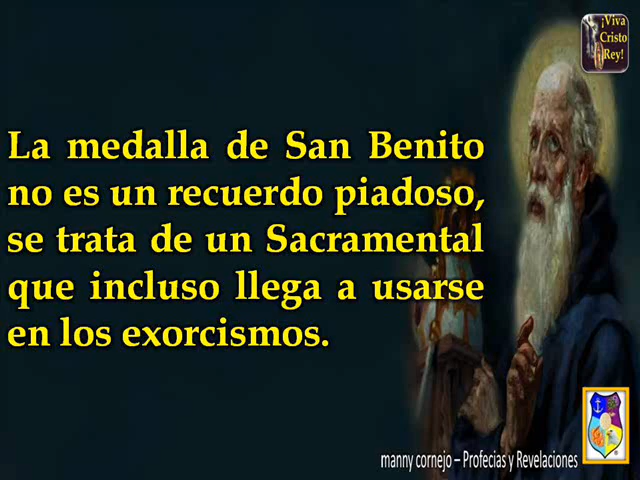 ¡Viva
Cristo
Rey!
La medalla de San Benito
no es un recuerdo piadoso,
se trata de un Sacramental
que incluso llega a usarse
en los exorcismos.
manny cornejo – Profecias y Revelaciones